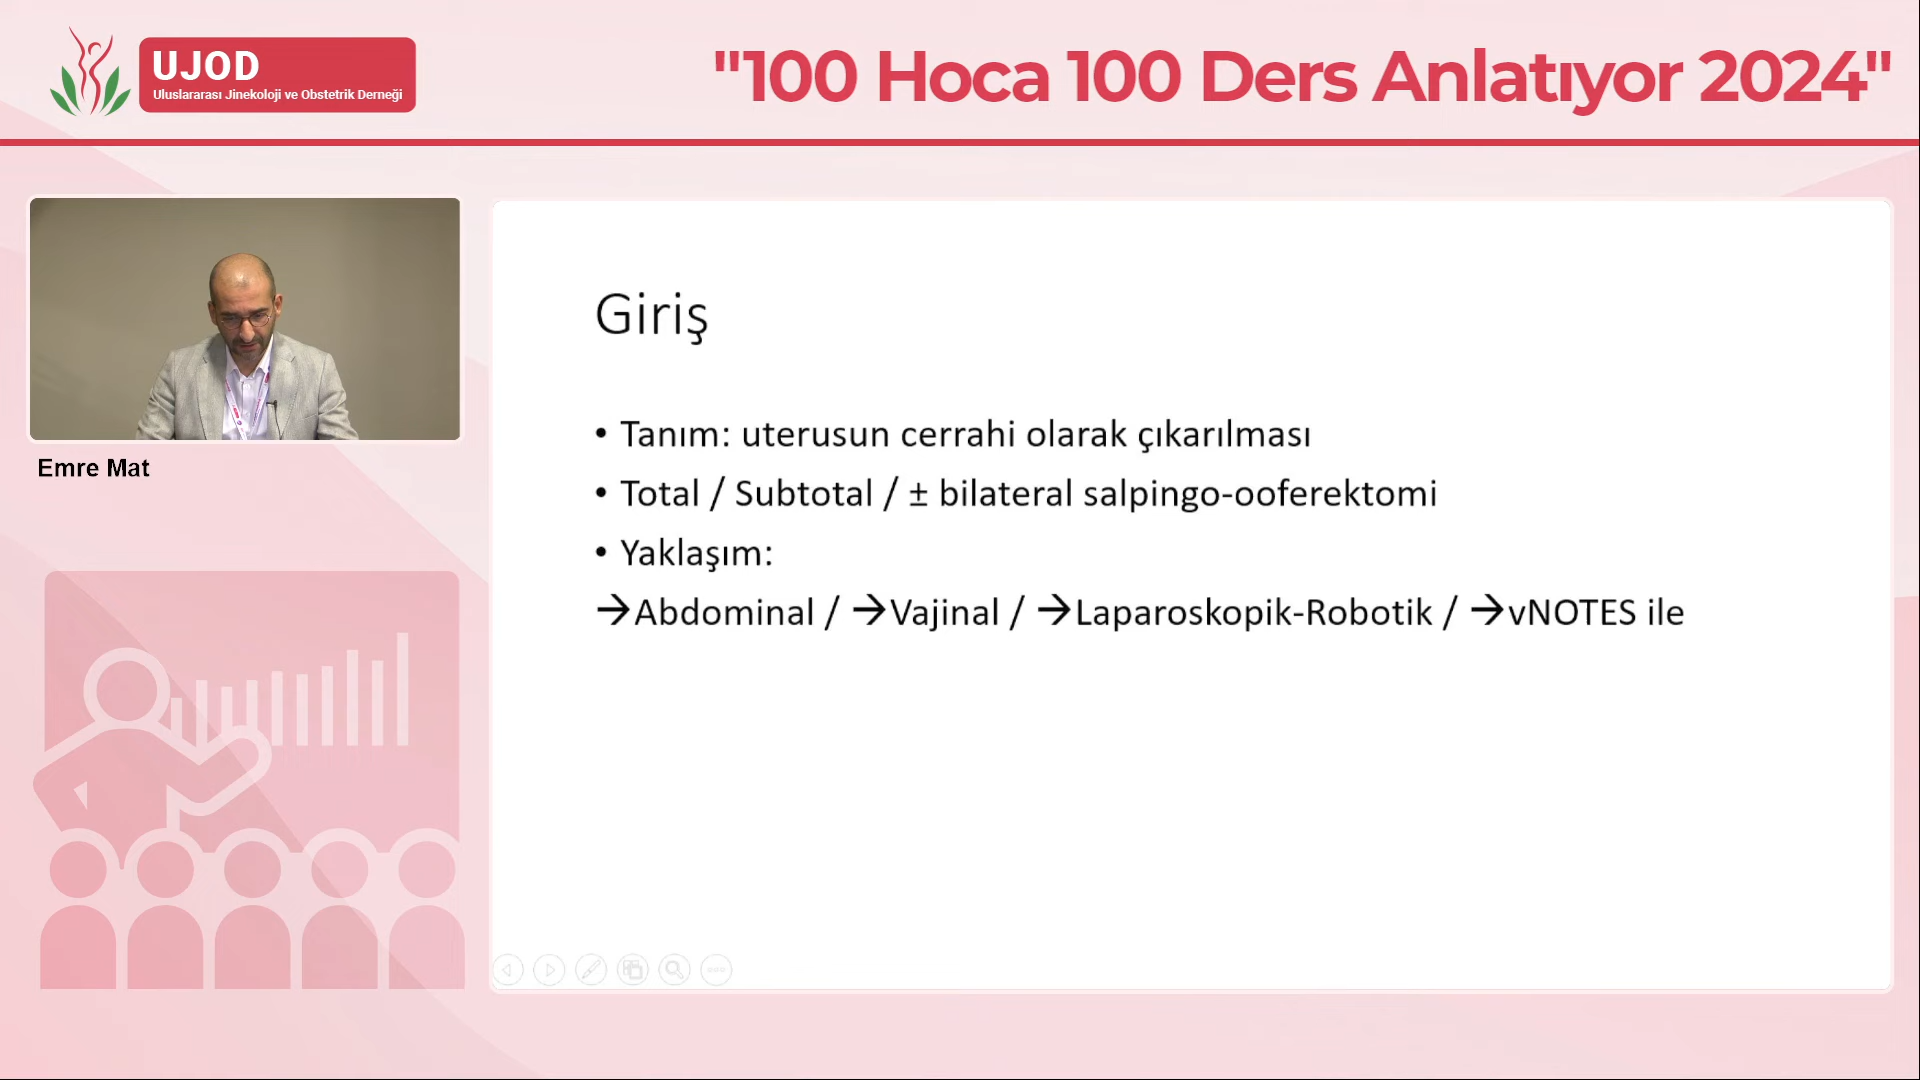 UJOD
Uluslararası Jinekoloji ve Obstetrik Derneği
"100 Hoca 100 Ders Anlatıyor 2024"
Emre Mat
Giriş
• Tanım: uterusun cerrahi olarak çıkarılması
• Total / Subtotal / ± bilateral salpingo-ooferektomi
• Yaklaşım:
→Abdominal / →Vajinal / →Laparoskopik-Robotik / →vNOTES ile